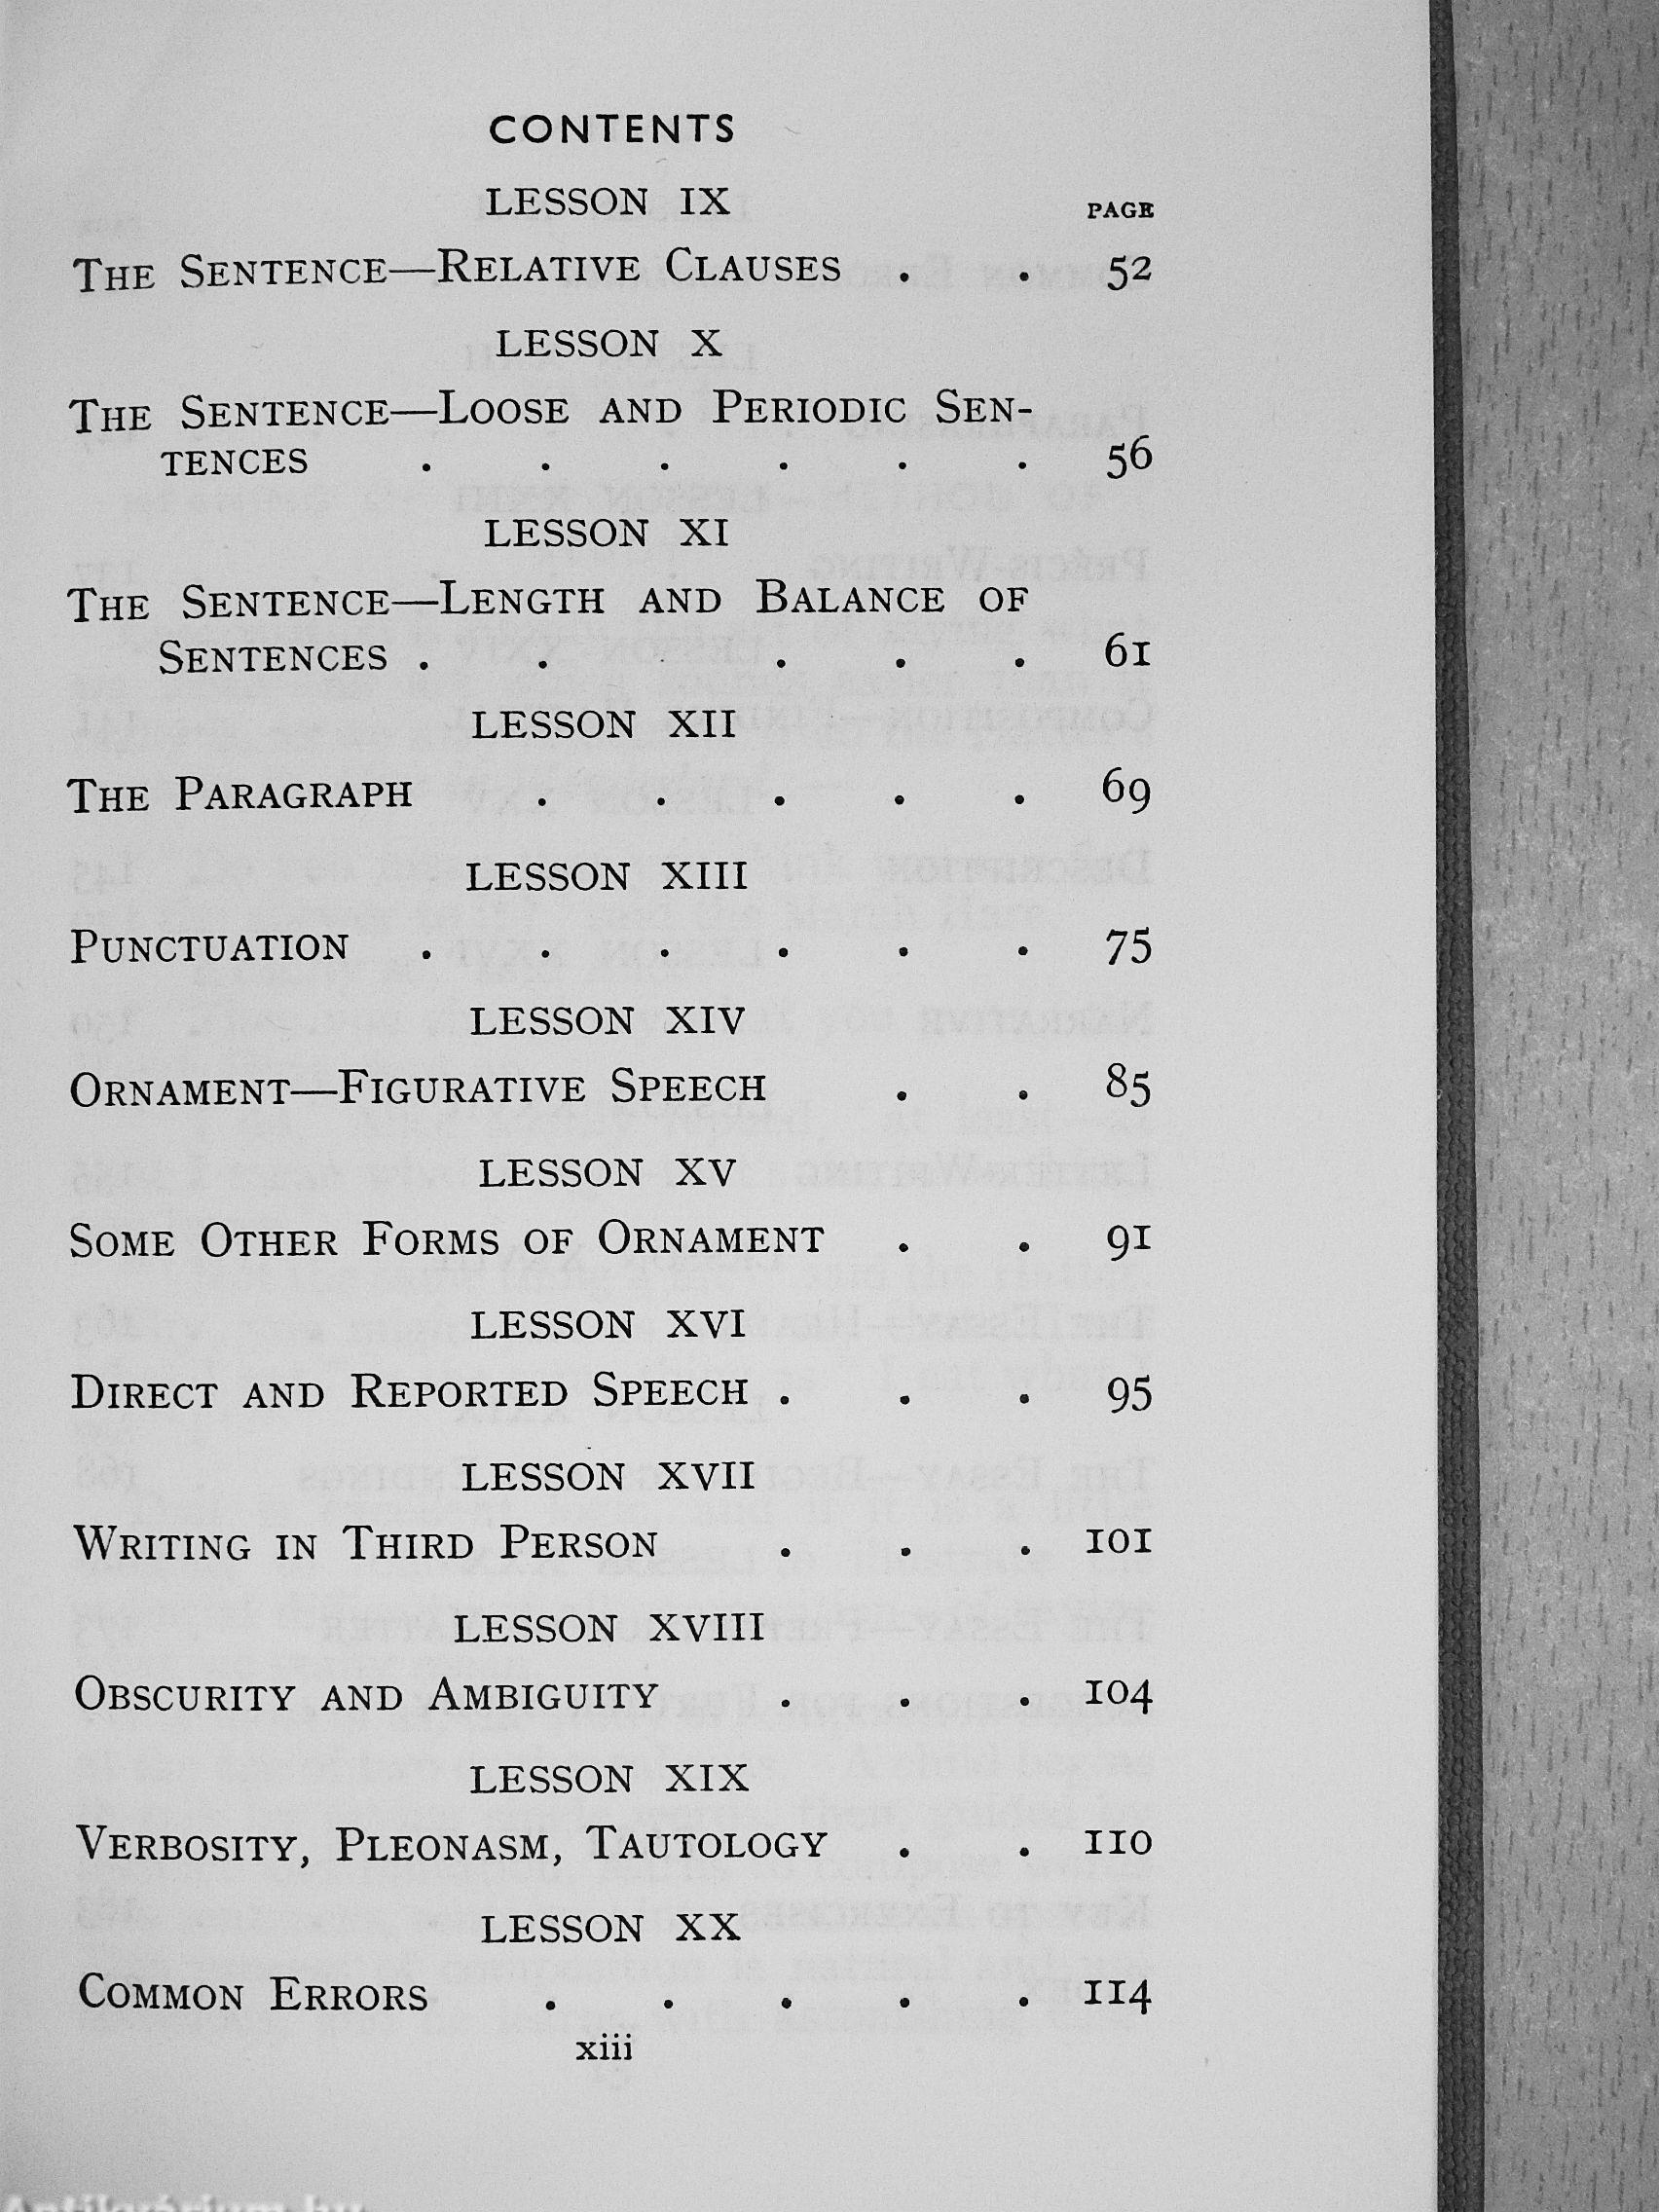 CONTENTS
LESSON IX
PAGE
THE SENTENCE—RELATIVE CLAUSES . . 52
LESSON X
THE SENTENCE—LOOSE AND PERIODIC SEN-
TENCES . . . . . . 56
LESSON XI
THE SENTENCE—LENGTH AND BALANCE OF
SENTENCES . . . . . . 61
LESSON XII
THE PARAGRAPH . . . . . 69
LESSON XIII
PUNCTUATION . . . . . . 75
LESSON XIV
ORNAMENT—FIGURATIVE SPEECH . . 85
LESSON XV
SOME OTHER FORMS OF ORNAMENT . . 91
LESSON XVI
DIRECT AND REPORTED SPEECH . . . 95
LESSON XVII
WRITING IN THIRD PERSON . . . 101
LESSON XVIII
OBSCURITY AND AMBIGUITY . . . 104
LESSON XIX
VERBOSITY, PLEONASM, TAUTOLOGY . . 110
LESSON XX
COMMON ERRORS . . . . . 114
xiii